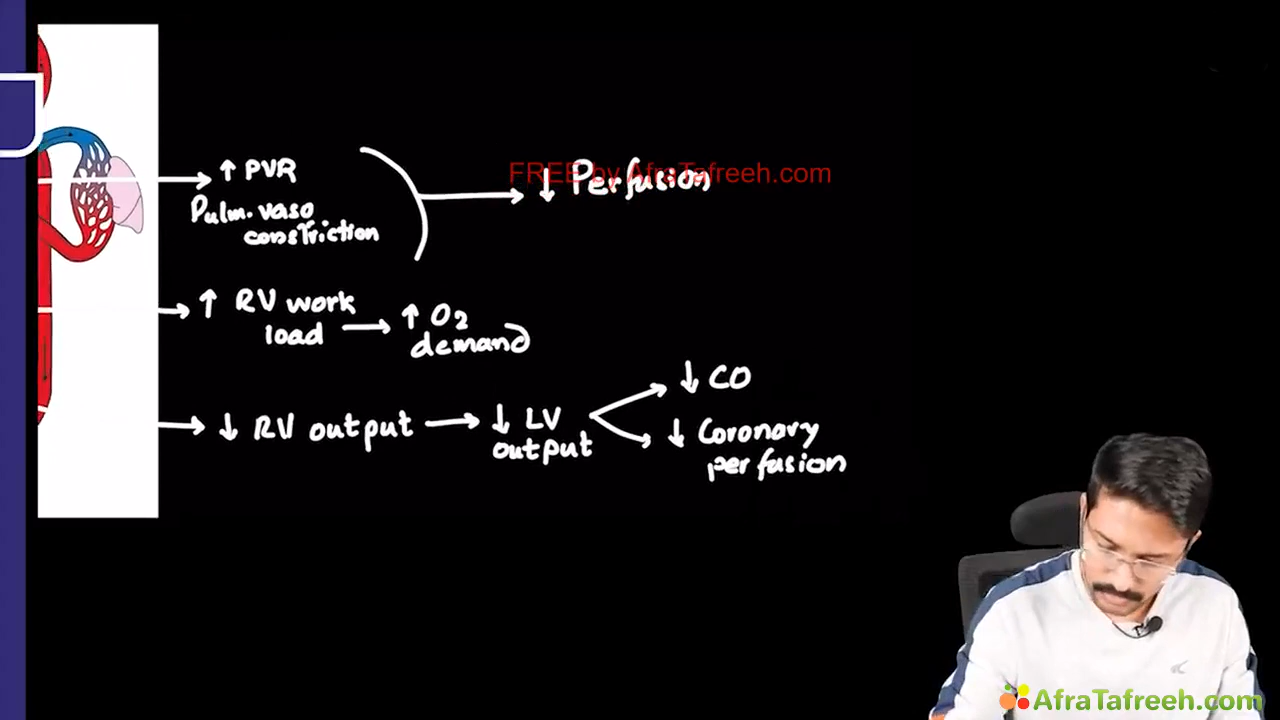 FREE by AfraTafreeh.com
↑ PVR
Pulm. vaso
constriction
↓ Perfusion
↑ RV work
load → ↑ O2
demand
↓ RV output → ↓ LV
output
↓ CO
↓ Coronary
perfusion
AfraTafreeh.com